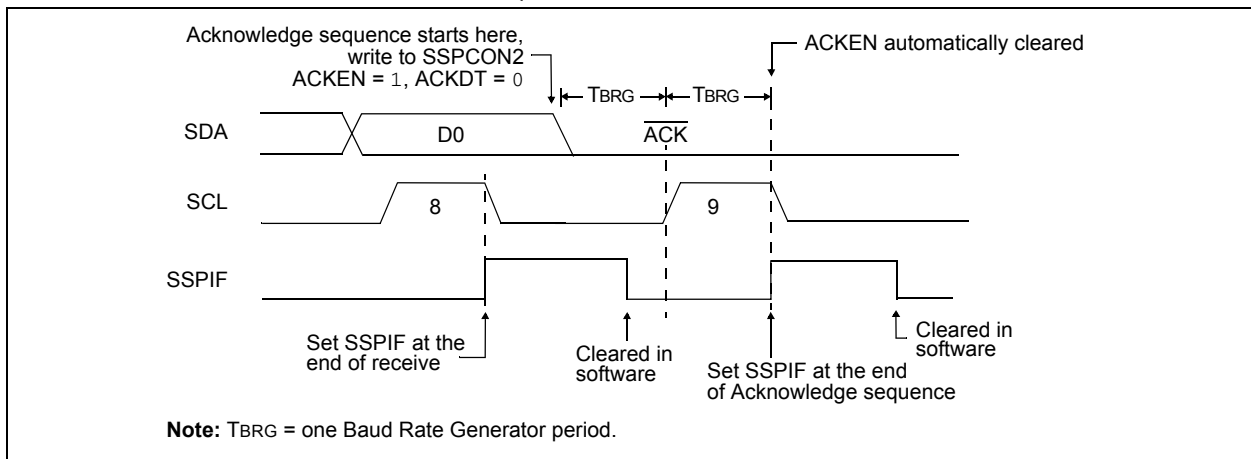 Acknowledge sequence starts here,
write to SSPCON2
ACKEN = 1, ACKDT = 0
ACKEN automatically cleared
TBRG
TBRG
SDA
D0
ACK
SCL
8
9
SSPIF
Set SSPIF at the
end of receive
Cleared in
software
Set SSPIF at the end
of Acknowledge sequence
Cleared in
software
Note: TBRG = one Baud Rate Generator period.